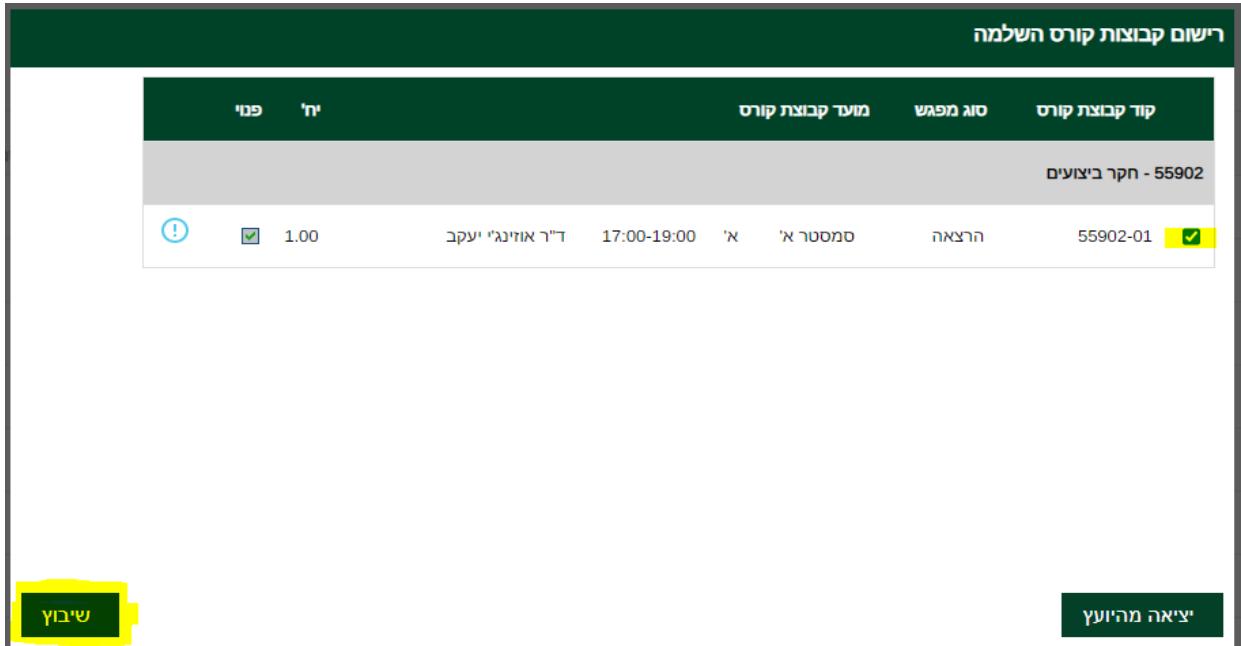 רישום קבוצות קורס השלמה
קוד קבוצת קורס סוג מפגש מועד קבוצת קורס יח' פנוי
55902 - חקר ביצועים
55902-01 הרצאה סמסטר א' א' 17:00-19:00 ד"ר אוזינג'י יעקב 1.00
יציאה מהיועץ שיבוץ